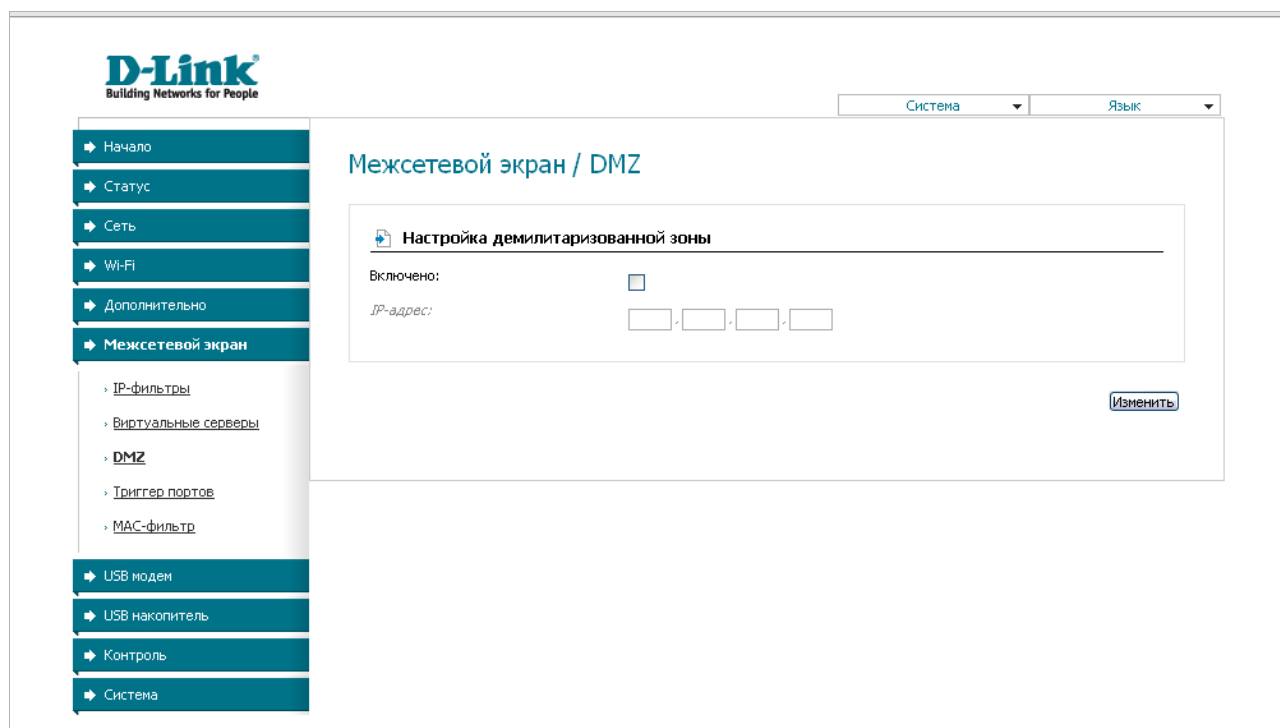 D-Link
Building Networks for People
Система
Язык
Начало
Статус
Сеть
Wi-Fi
Дополнительно
Межсетевой экран
IP-фильтры
Виртуальные серверы
DMZ
Триггер портов
MAC-фильтр
USB модем
USB накопитель
Контроль
Система
Межсетевой экран / DMZ
Настройка демилитаризованной зоны
Включено:
IP-адрес:
. . .
Изменить